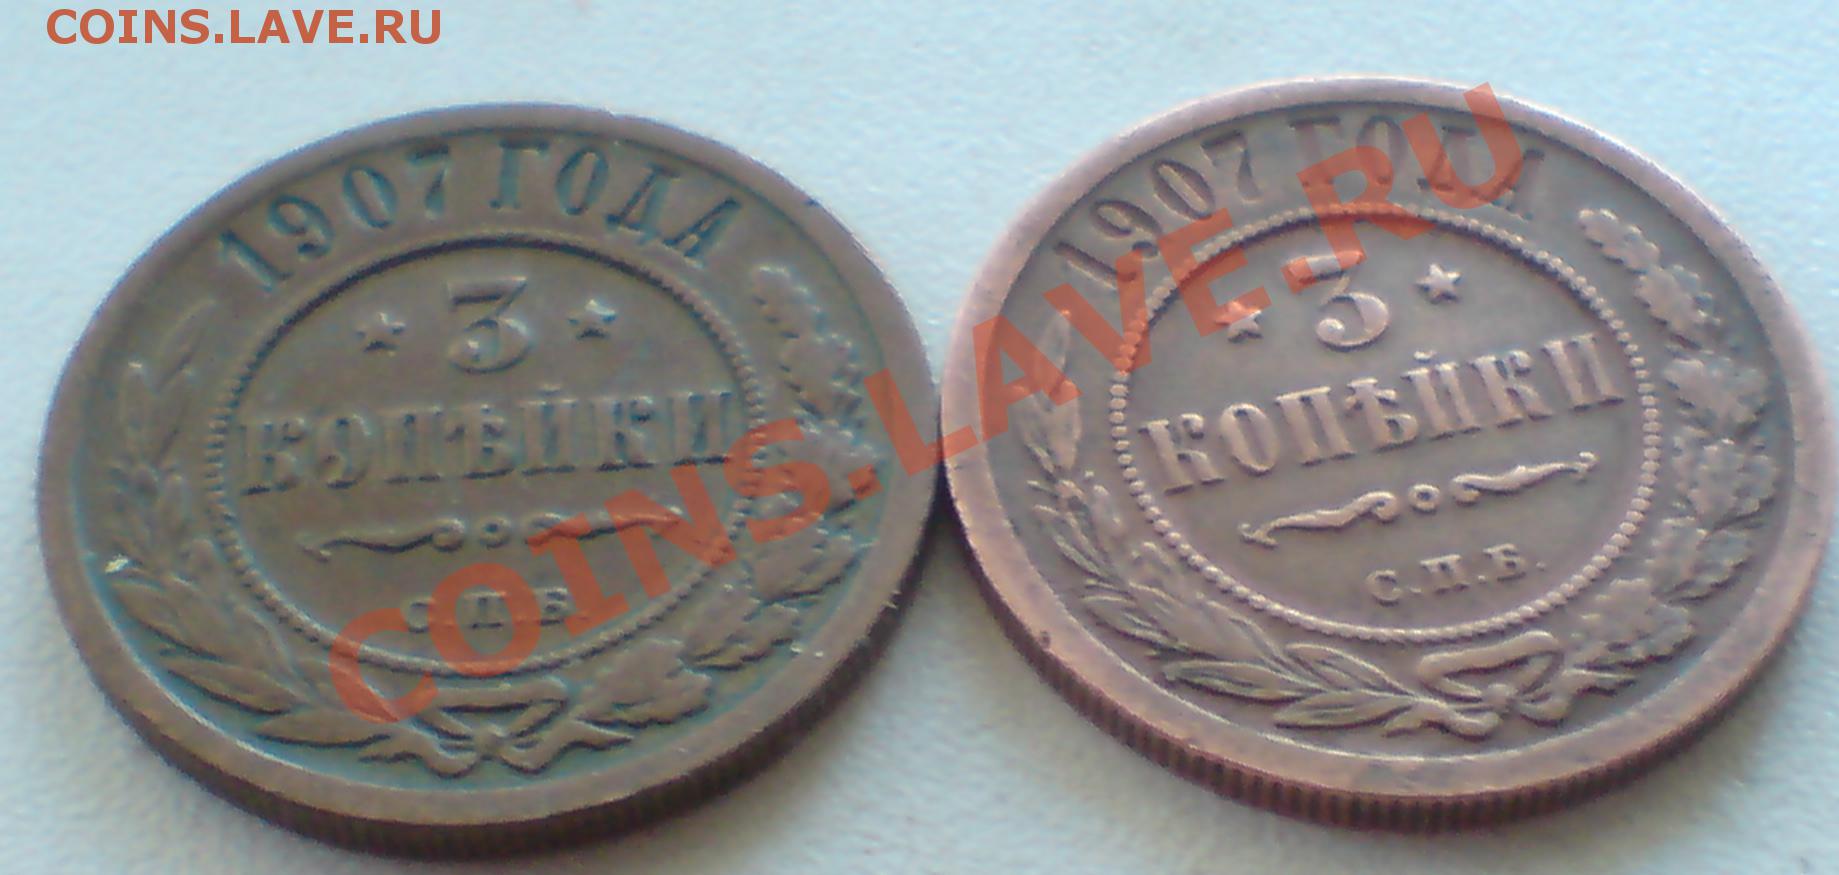 COINS.LAVE.RU
1907 ГОДА
3
КОПѢЙКИ
С.П.Б.
1907 ГОДА
3
КОПѢЙКИ
С.П.Б.
COINS.LAVE.RU